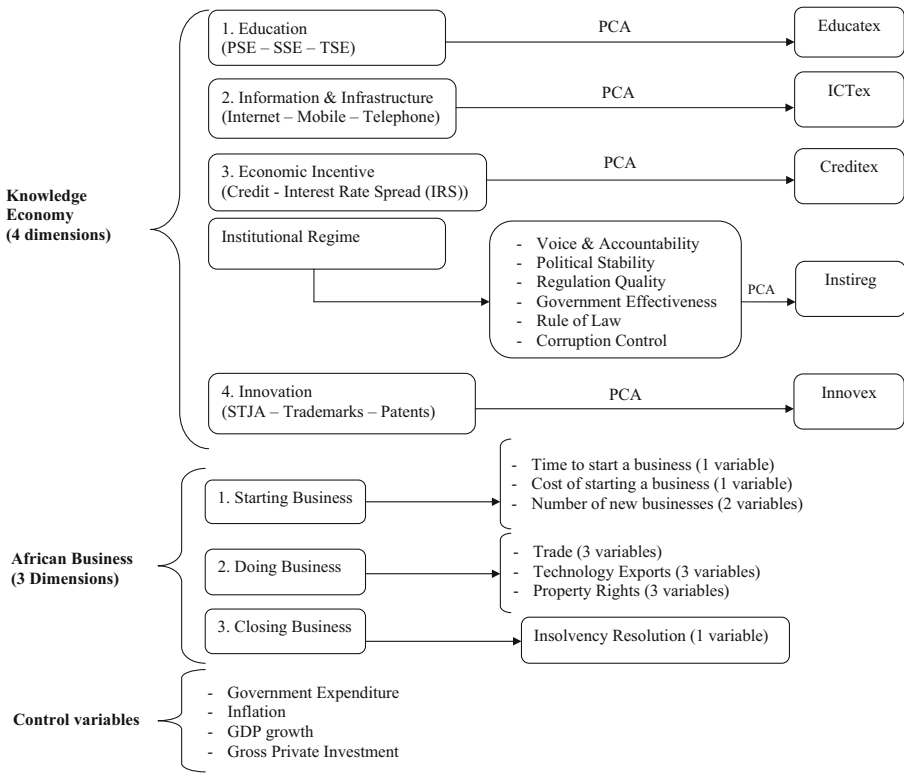 Knowledge
Economy
(4 dimensions)
1. Education
(PSE – SSE – TSE)
PCA
Educatex
2. Information & Infrastructure
(Internet – Mobile – Telephone)
PCA
ICTex
3. Economic Incentive
(Credit - Interest Rate Spread (IRS))
PCA
Creditex
Institutional Regime
- Voice & Accountability
- Political Stability
- Regulation Quality
- Government Effectiveness
- Rule of Law
- Corruption Control
PCA
Instireg
4. Innovation
(STJA – Trademarks – Patents)
PCA
Innovex
African Business
(3 Dimensions)
1. Starting Business
- Time to start a business (1 variable)
- Cost of starting a business (1 variable)
- Number of new businesses (2 variables)
2. Doing Business
- Trade (3 variables)
- Technology Exports (3 variables)
- Property Rights (3 variables)
3. Closing Business
Insolvency Resolution (1 variable)
Control variables
- Government Expenditure
- Inflation
- GDP growth
- Gross Private Investment